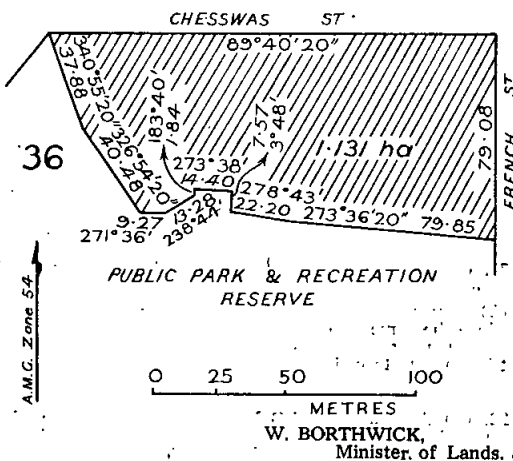 CHESSWAS ST.
89°40'20"
340°55'20"
37·88
326°54'20"
40·48
183°40'
1·84
7·57
3°48'
36
273°38'
14·40
1·131 ha
79·08
FRENCH ST
278°43'
22·20
273°36'20"
79·85
9·27
271°36'
13·28
238°44'
PUBLIC PARK & RECREATION
RESERVE
A.M.G. Zone 54
0 50 100
METRES
W. BORTHWICK,
Minister of Lands.